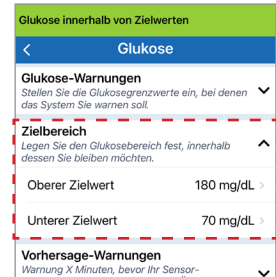 Glukose innerhalb von Zielwerten
Glukose
Glukose-Warnungen
Stellen Sie die Glukosegrenzwerte ein, bei denen
das System Sie warnen soll.
Zielbereich
Legen Sie den Glukosebereich fest, innerhalb
dessen Sie bleiben möchten.
Oberer Zielwert 180 mg/dL
Unterer Zielwert 70 mg/dL
Vorhersage-Warnungen
Warnung X Minuten, bevor Ihr Sensor-